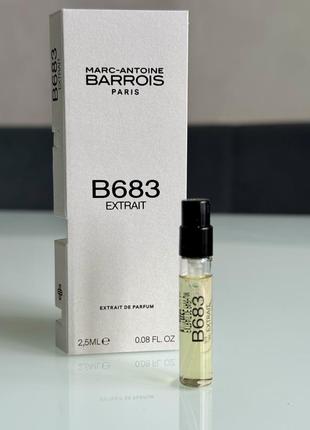 MARC-ANTOINE
BARROIS
PARIS
B683
EXTRAIT
EXTRAIT DE PARFUM
2,5ML℮ 0.08 FL. OZ
B683
EXTRAIT